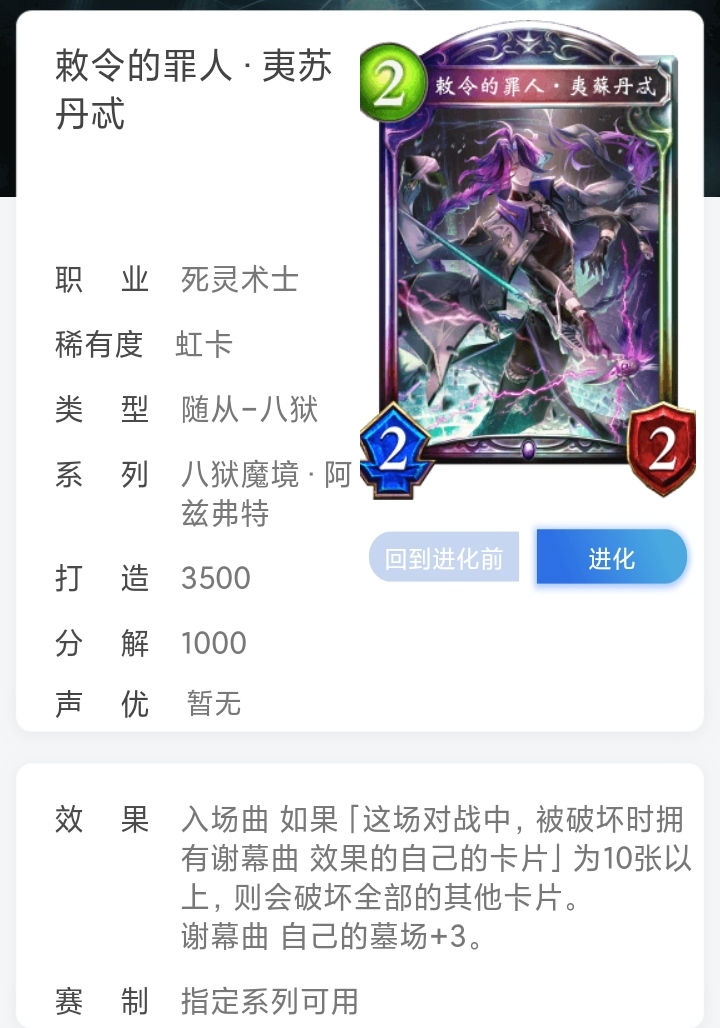 敕令的罪人·夷苏
丹忒
2
敕令的罪人·夷蘇丹忒
职 业 死灵术士
稀有度 虹卡
类 型 随从-八狱
2
2
系 列 八狱魔境·阿
兹弗特
回到进化前
进化
打 造 3500
分 解 1000
声 优 暂无
效 果 入场曲 如果「这场对战中, 被破坏时拥
有谢幕曲 效果的自己的卡片」为10张以
上, 则会破坏全部的其他卡片。
谢幕曲 自己的墓场+3。
赛 制 指定系列可用